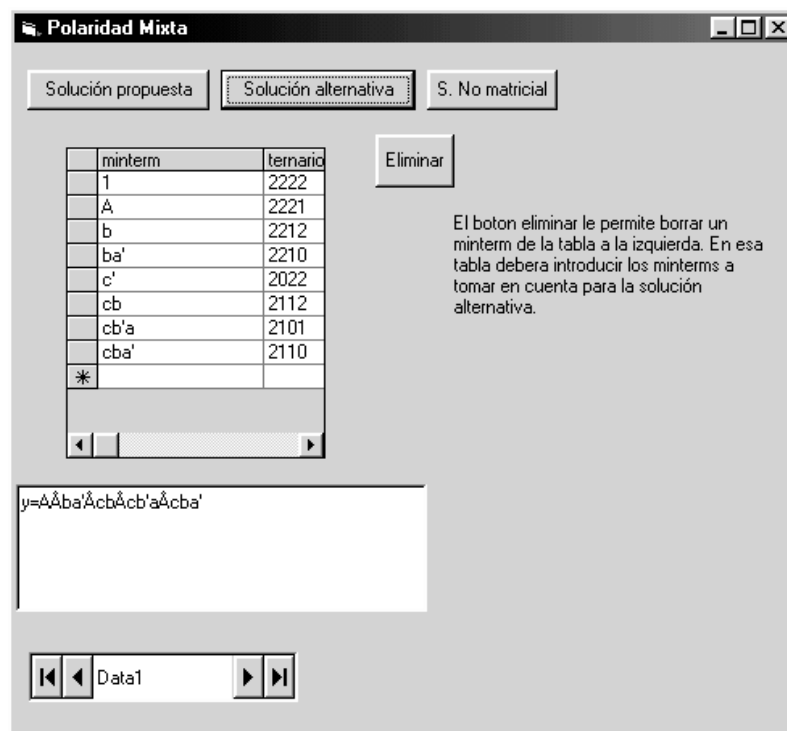 Polaridad Mixta
Solución propuesta Solución alternativa S. No matricial
minterm ternario
1 2222
A 2221
b 2212
ba' 2210
c' 2022
cb 2112
cb'a 2101
cba' 2110
Eliminar
El boton eliminar le permite borrar un
minterm de la tabla a la izquierda. En esa
tabla debera introducir los minterms a
tomar en cuenta para la solución
alternativa.
y=AÅba'ÅcbÅcb'aÅcba'
Data1